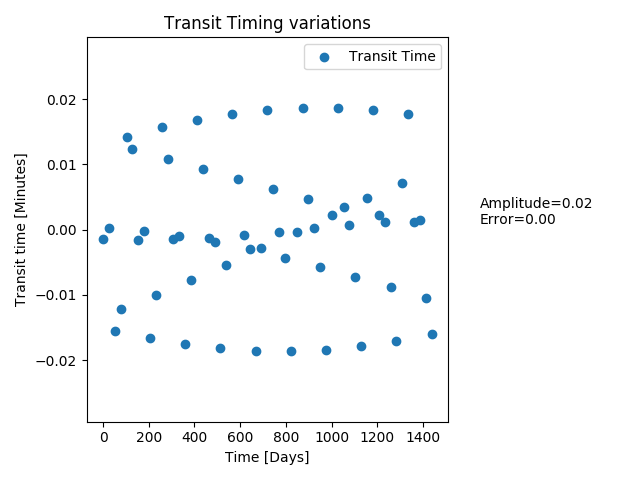 Transit Timing variations
Transit Time
0.02
0.01
0.00
−0.01
−0.02
Transit time [Minutes]
Amplitude=0.02
Error=0.00
0 200 400 600 800 1000 1200 1400
Time [Days]